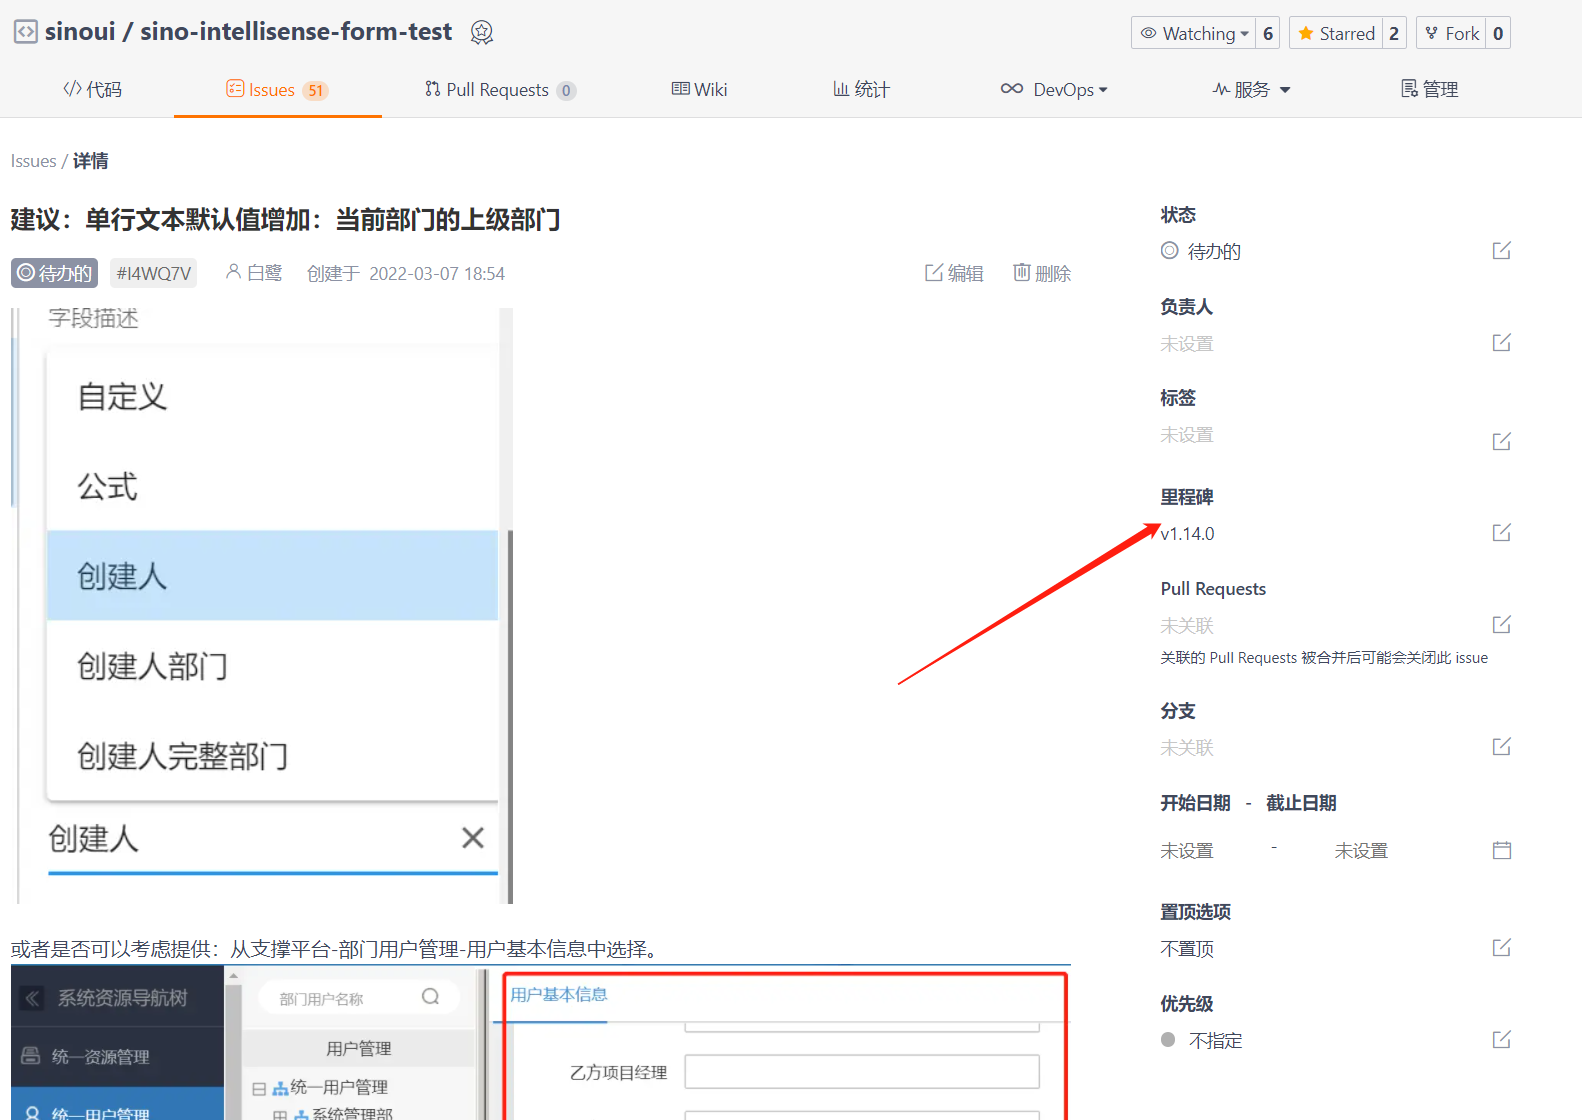 sinoui / sino-intellisense-form-test
Watching 6
Starred 2
Fork 0
代码
Issues 51
Pull Requests 0
Wiki
统计
DevOps
服务
管理
Issues / 详情
建议：单行文本默认值增加：当前部门的上级部门
待办的 #I4WQ7V 白鹭 创建于 2022-03-07 18:54
编辑 删除
字段描述
自定义
公式
创建人
创建人部门
创建人完整部门
创建人
或者是否可以考虑提供：从支撑平台-部门用户管理-用户基本信息中选择。
系统资源导航树
统一资源管理
统一用户管理
部门用户名称
用户管理
统一用户管理
系统管理部
用户基本信息
乙方项目经理
状态
待办的
负责人
未设置
标签
未设置
里程碑
v1.14.0
Pull Requests
未关联
关联的 Pull Requests 被合并后可能会关闭此 issue
分支
未关联
开始日期 - 截止日期
未设置 - 未设置
置顶选项
不置顶
优先级
不指定